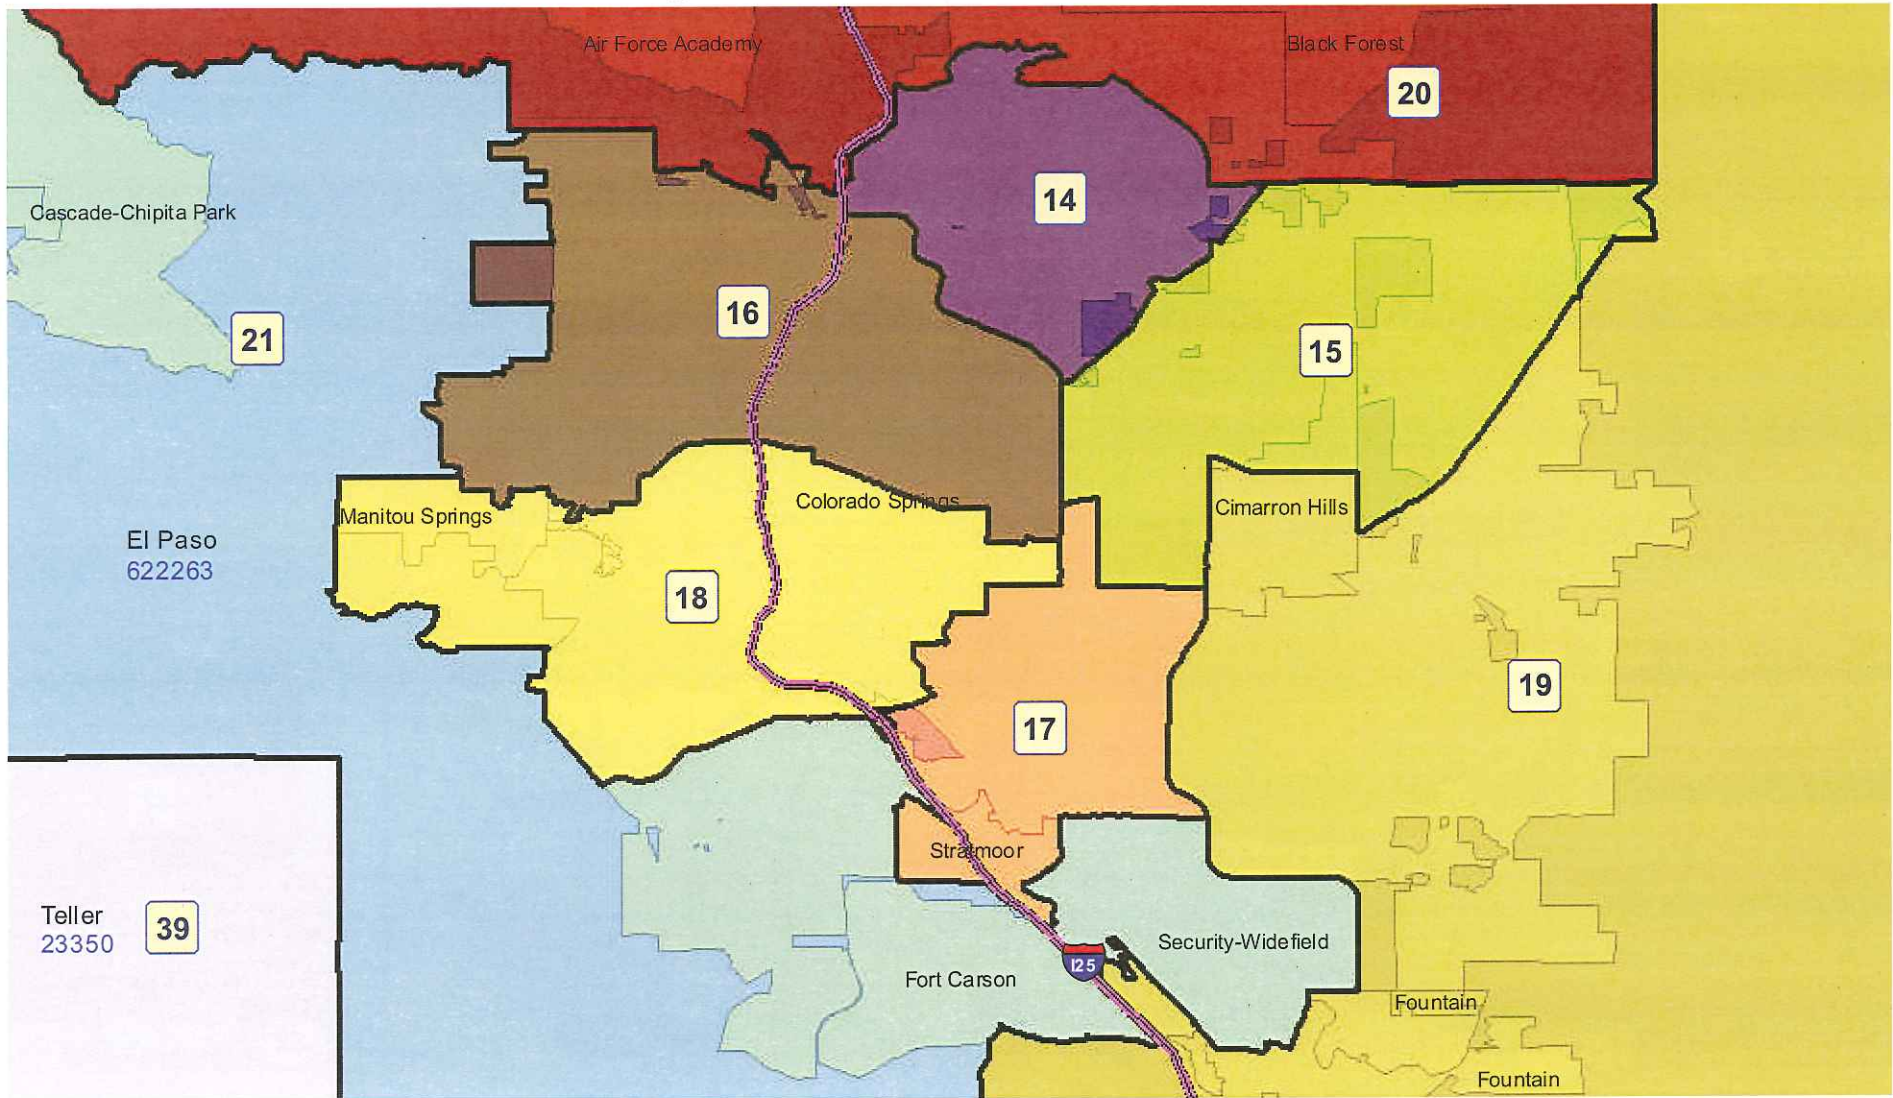 Air Force Academy
Black Forest
20
14
Cascade-Chipita Park
16
21
15
Manitou Springs
Colorado Springs
Cimarron Hills
El Paso
622263
18
19
17
Stratmoor
Teller
23350
39
Security-Widefield
I25
Fort Carson
Fountain
Fountain